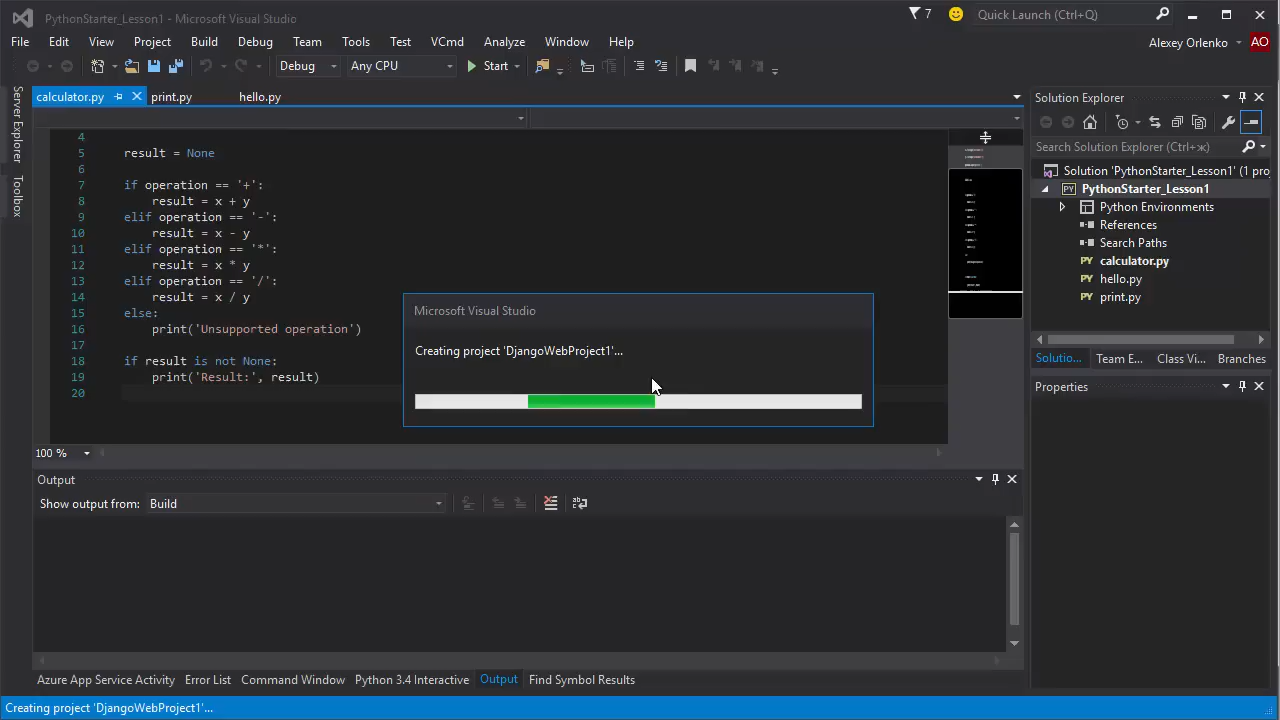 PythonStarter_Lesson1 - Microsoft Visual Studio
7
Quick Launch (Ctrl+Q)
File Edit View Project Build Debug Team Tools Test VCmd Analyze Window Help
Alexey Orlenko
AO
Debug
Any CPU
Start
Server Explorer
Toolbox
calculator.py
print.py
hello.py
4
5 result = None
6
7 if operation == '+':
8 result = x + y
9 elif operation == '-':
10 result = x - y
11 elif operation == '*':
12 result = x * y
13 elif operation == '/':
14 result = x / y
15 else:
16 print('Unsupported operation')
17
18 if result is not None:
19 print('Result:', result)
20
100 %
Microsoft Visual Studio
Creating project 'DjangoWebProject1'...
Solution Explorer
Search Solution Explorer (Ctrl+ж)
Solution 'PythonStarter_Lesson1' (1 pro
PY PythonStarter_Lesson1
Python Environments
References
Search Paths
PY calculator.py
PY hello.py
PY print.py
Solutio... Team E... Class Vi... Branches
Properties
Output
Show output from: Build
Azure App Service Activity Error List Command Window Python 3.4 Interactive Output Find Symbol Results
Creating project 'DjangoWebProject1'...